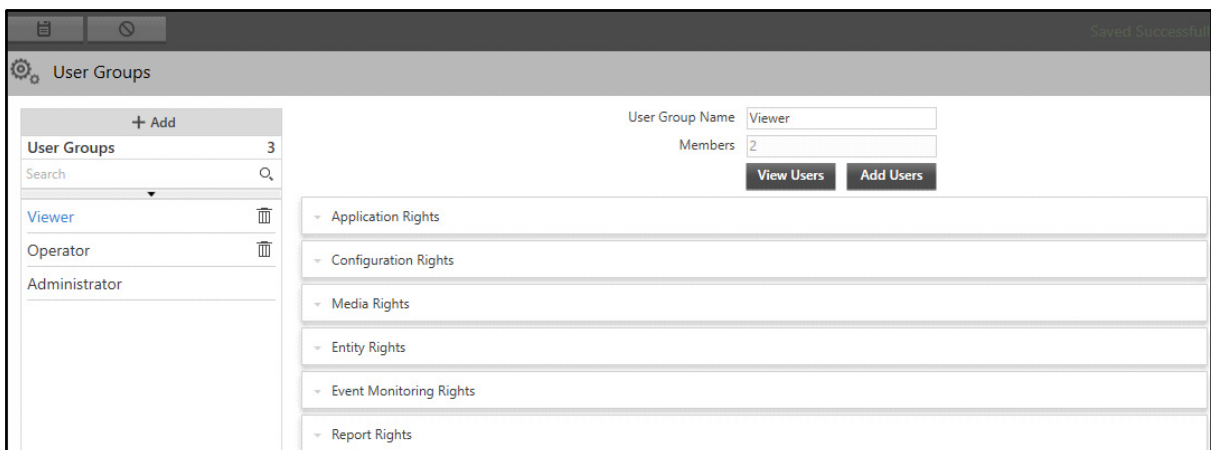 Saved Successful
User Groups
+ Add
User Groups 3
Search
Viewer
Operator
Administrator
User Group Name Viewer
Members 2
View Users Add Users
Application Rights
Configuration Rights
Media Rights
Entity Rights
Event Monitoring Rights
Report Rights